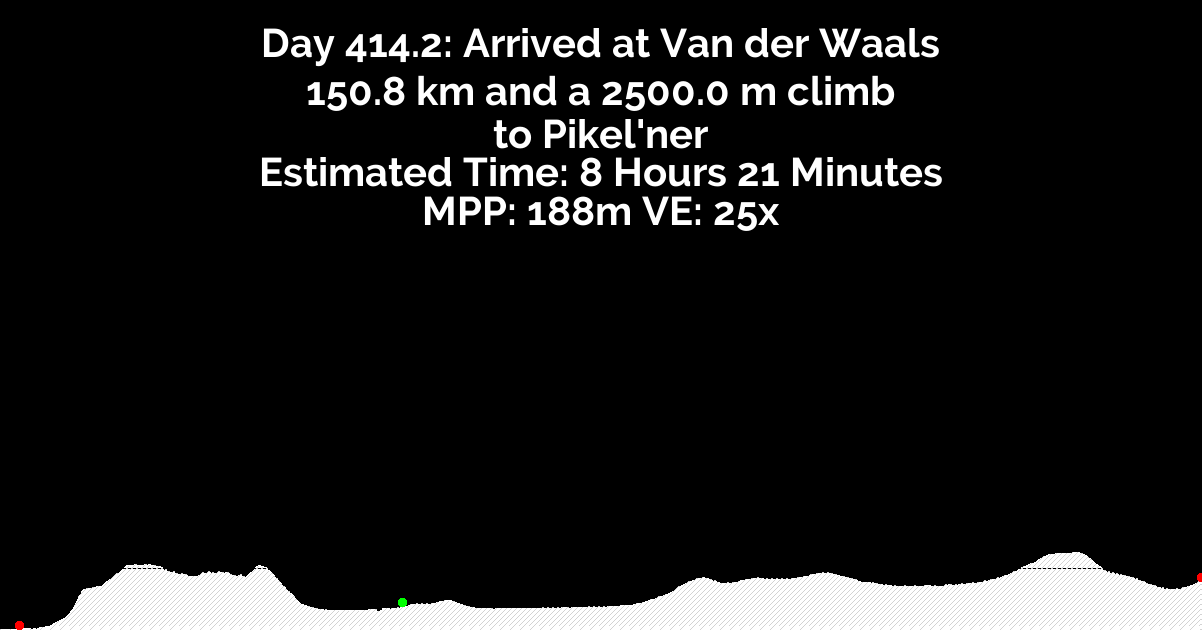 Day 414.2: Arrived at Van der Waals
150.8 km and a 2500.0 m climb
to Pikel'ner
Estimated Time: 8 Hours 21 Minutes
MPP: 188m VE: 25x